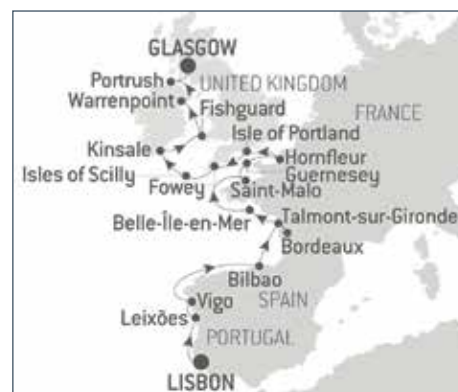 GLASGOW
Portrush
UNITED KINGDOM
Warrenpoint
Fishguard
FRANCE
Kinsale
Isle of Portland
Hornfleur
Isles of Scilly
Guernesey
Fowey
Saint-Malo
Belle-Île-en-Mer
Talmont-sur-Gironde
Bordeaux
Bilbao
Vigo
SPAIN
Leixões
PORTUGAL
LISBON